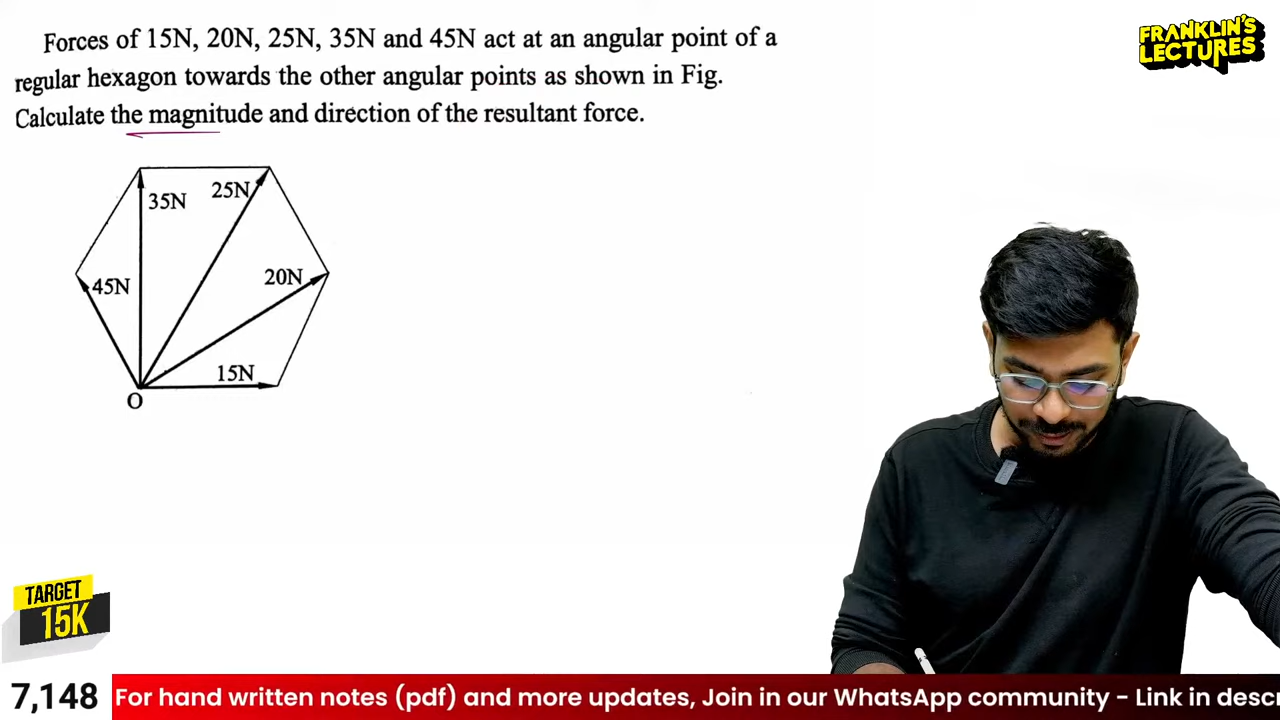 Forces of 15N, 20N, 25N, 35N and 45N act at an angular point of a
regular hexagon towards the other angular points as shown in Fig.
Calculate the magnitude and direction of the resultant force.
FRANKLIN'S
LECTURES
35N
25N
45N
20N
15N
O
TARGET
15K
7,148
For hand written notes (pdf) and more updates, Join in our WhatsApp community - Link in desc